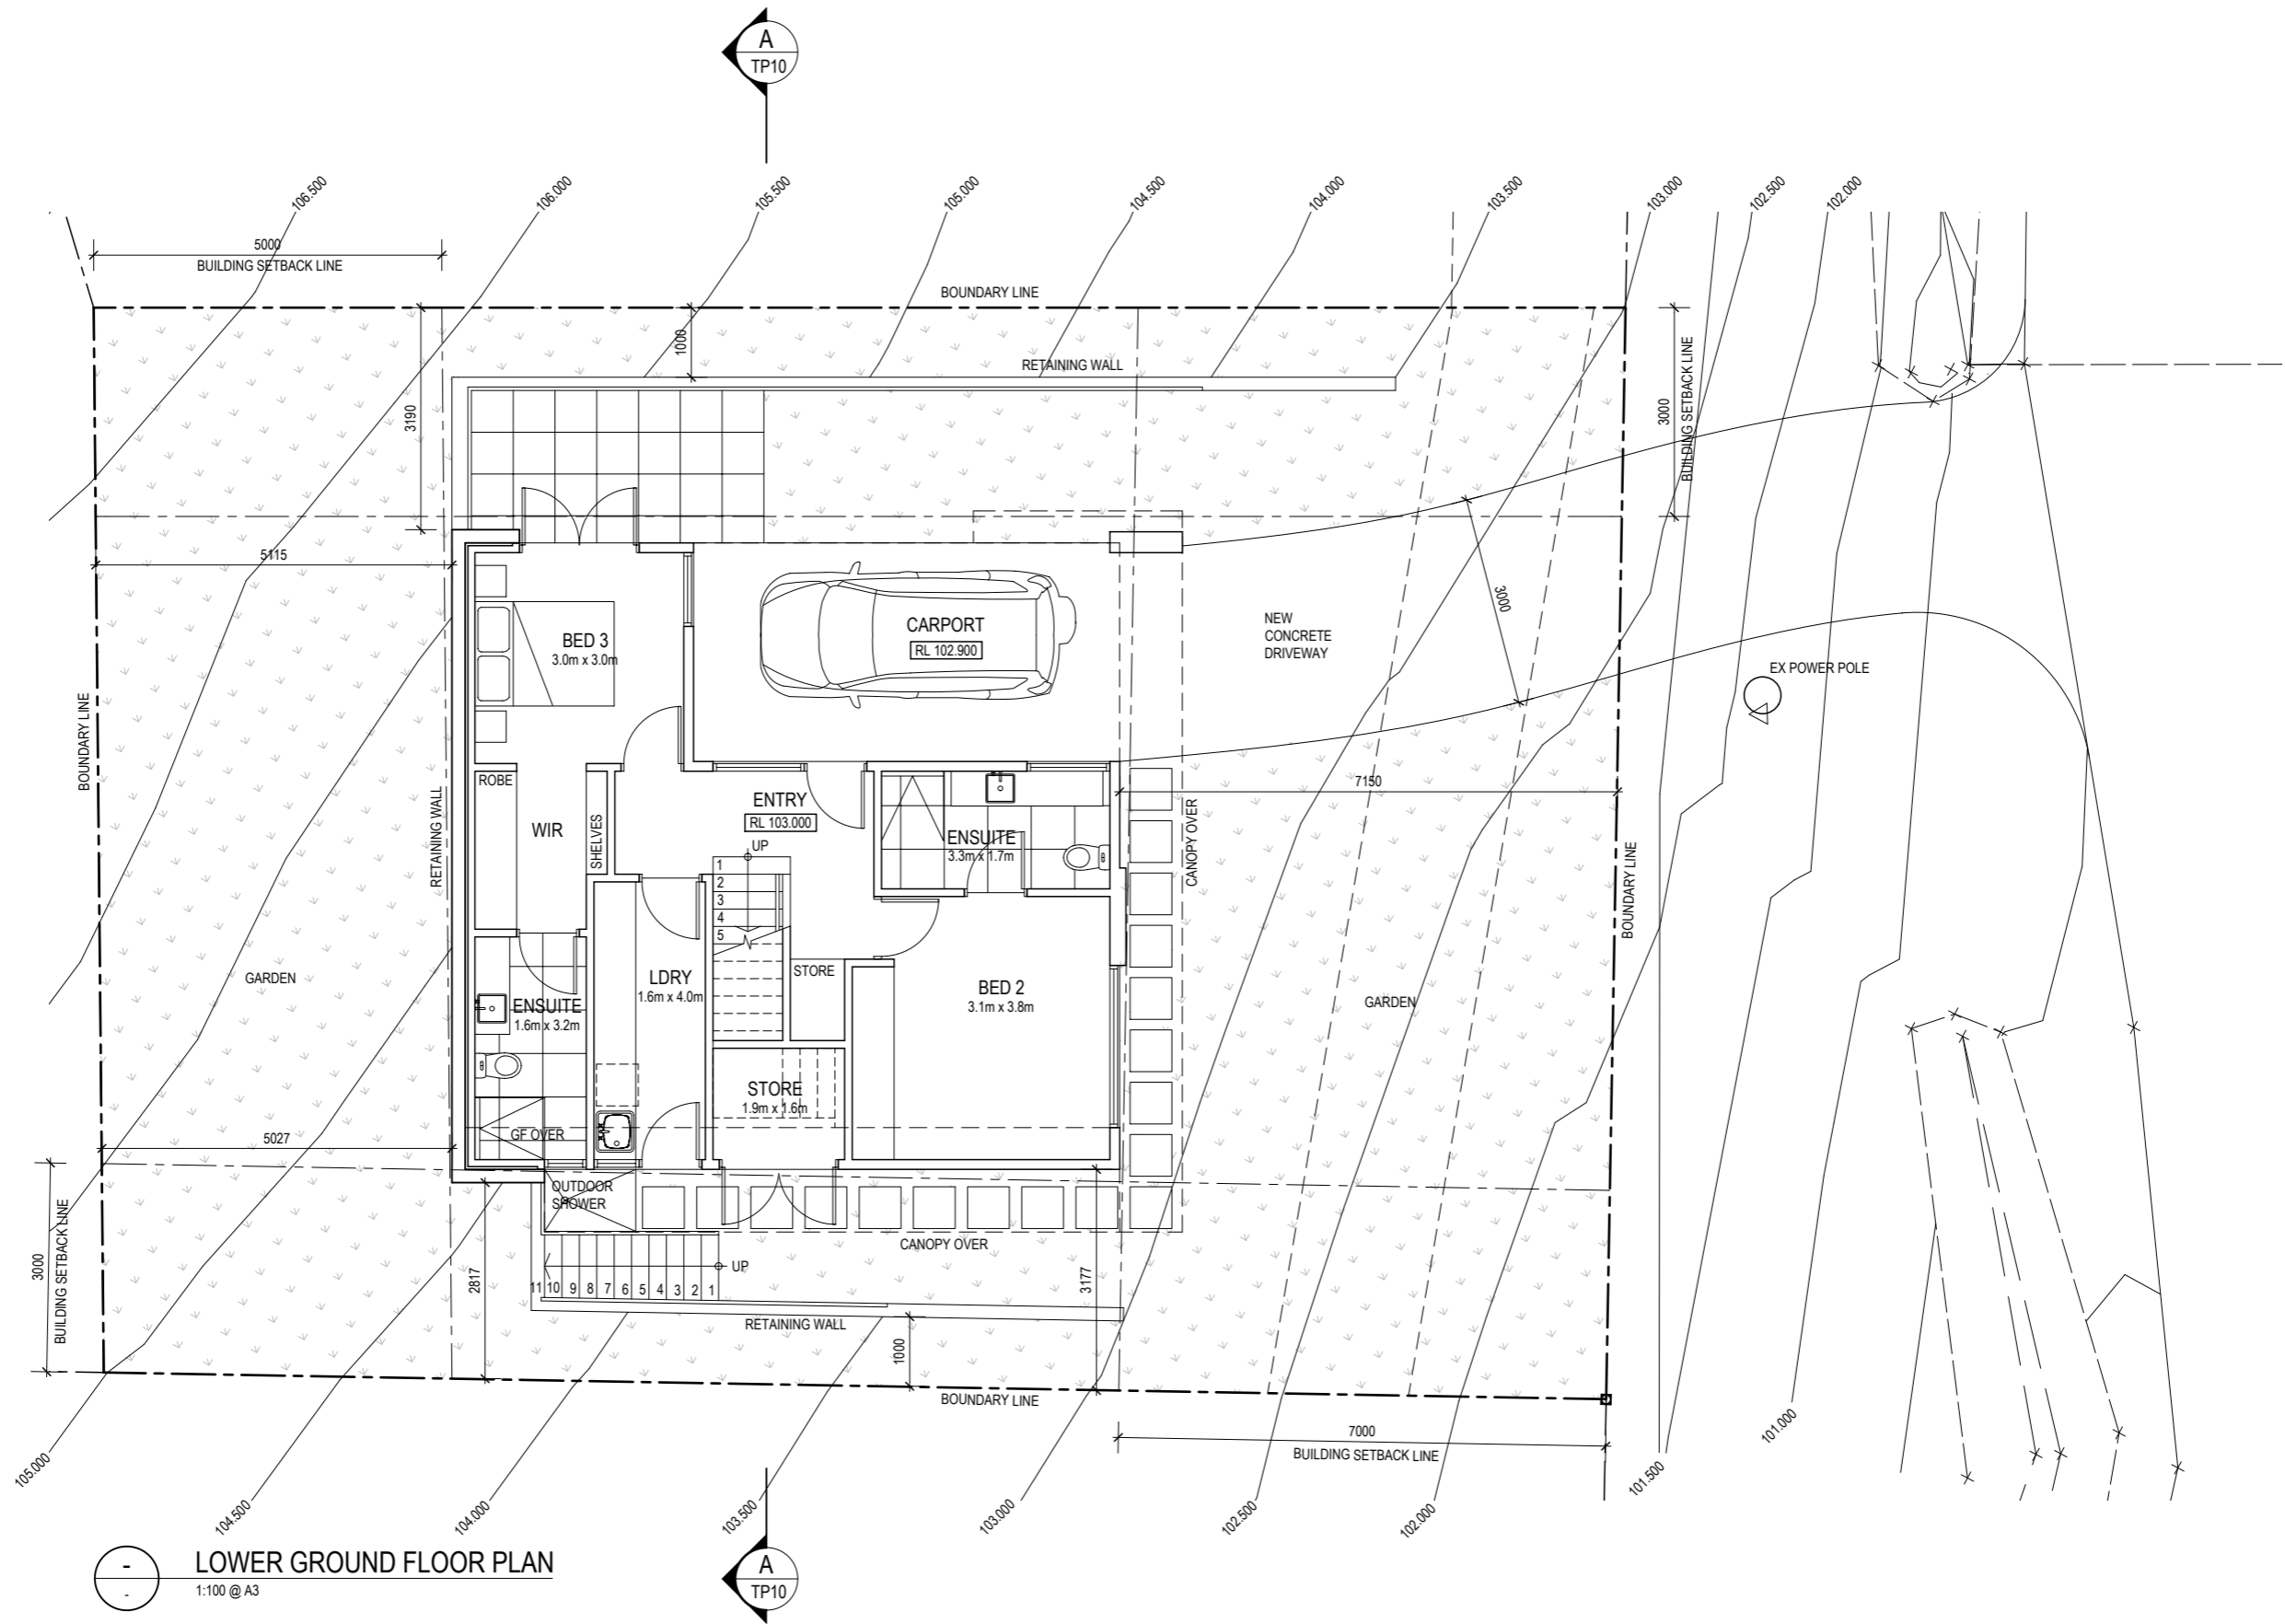 A
TP10
106.500
106.000
105.500
105.000
104.500
104.000
103.500
103.000
102.500
102.000
5000
BUILDING SETBACK LINE
BOUNDARY LINE
1000
RETAINING WALL
3190
3000
BUILDING SETBACK LINE
5115
BED 3
3.0m x 3.0m
CARPORT
RL 102.900
NEW
CONCRETE
DRIVEWAY
3000
EX POWER POLE
BOUNDARY LINE
RETAINING WALL
ROBE
WIR
SHELVES
ENTRY
RL 103.000
UP
1
2
3
4
5
ENSUITE
3.3m x 1.7m
7150
CANOPY OVER
BOUNDARY LINE
GARDEN
LDRY
1.6m x 4.0m
STORE
BED 2
3.1m x 3.8m
GARDEN
ENSUITE
1.6m x 3.2m
STORE
1.9m x 1.6m
GF OVER
5027
OUTDOOR
SHOWER
CANOPY OVER
3000
BUILDING SETBACK LINE
2817
UP
11 10 9 8 7 6 5 4 3 2 1
3177
RETAINING WALL
1000
BOUNDARY LINE
7000
BUILDING SETBACK LINE
105.000
104.500
104.000
103.500
103.000
102.500
102.000
101.500
101.000
-
-
LOWER GROUND FLOOR PLAN
1:100 @ A3
A
TP10